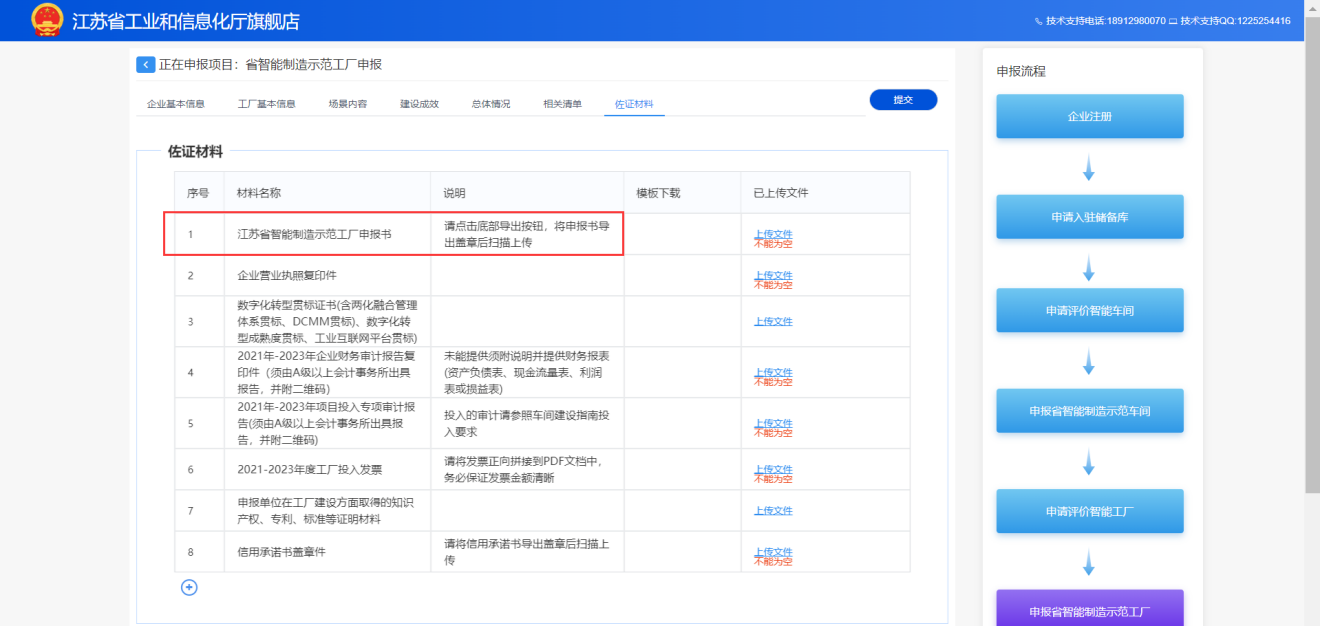 江苏省工业和信息化厅旗舰店
技术支持电话:18912980070 技术支持QQ:1225254416
正在申报项目：省智能制造示范工厂申报
企业基本信息 工厂基本信息 场景内容 建设成效 总体情况 相关清单 佐证材料 提交
佐证材料
序号 材料名称 说明 模板下载 已上传文件
1 江苏省智能制造示范工厂申报书 请点击底部导出按钮，将申报书导
出盖章后扫描上传
上传文件
不能为空
2 企业营业执照复印件
上传文件
不能为空
3 数字化转型贯标证书(含两化融合管理
体系贯标、DCMM贯标)、数字化转
型成熟度贯标、工业互联网平台贯标)
上传文件
4 2021年-2023年企业财务审计报告复
印件（须由A级以上会计事务所出具
报告，并附二维码）
未能提供须附说明并提供财务报表
(资产负债表、现金流量表、利润
表或损益表)
上传文件
不能为空
5 2021年-2023年项目投入专项审计报
告(须由A级以上会计事务所出具报
告，并附二维码)
投入的审计请参照车间建设指南投
入要求
上传文件
不能为空
6 2021-2023年度工厂投入发票
请将发票正向拼接到PDF文档中，
务必保证发票金额清晰
上传文件
不能为空
7 申报单位在工厂建设方面取得的知识
产权、专利、标准等证明材料
上传文件
8 信用承诺书盖章件
请将信用承诺书导出盖章后扫描上
传
上传文件
不能为空
申报流程
企业注册
申请入驻储备库
申请评价智能车间
申报省智能制造示范车间
申请评价智能工厂
申报省智能制造示范工厂